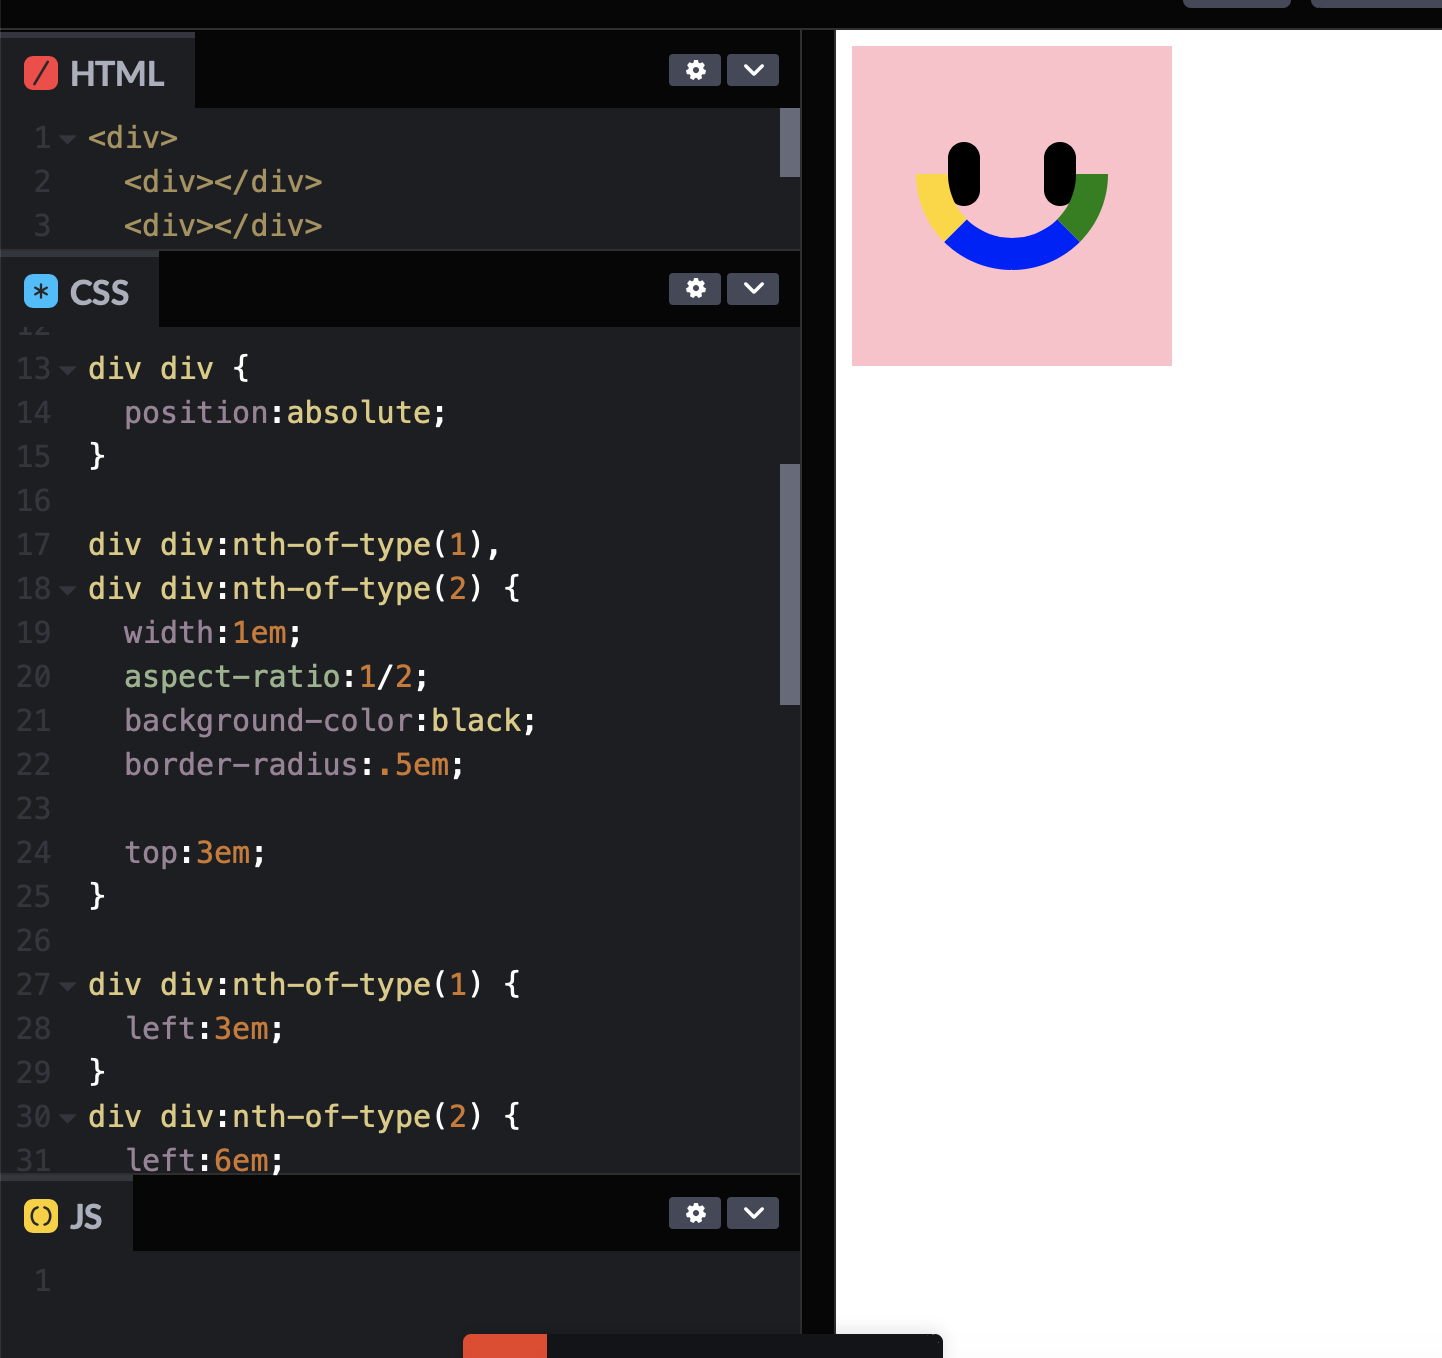 HTML
1 <div>
2 <div></div>
3 <div></div>
CSS
12
13 div div {
14 position:absolute;
15 }
16
17 div div:nth-of-type(1),
18 div div:nth-of-type(2) {
19 width:1em;
20 aspect-ratio:1/2;
21 background-color:black;
22 border-radius:.5em;
23
24 top:3em;
25 }
26
27 div div:nth-of-type(1) {
28 left:3em;
29 }
30 div div:nth-of-type(2) {
31 left:6em;
JS
1